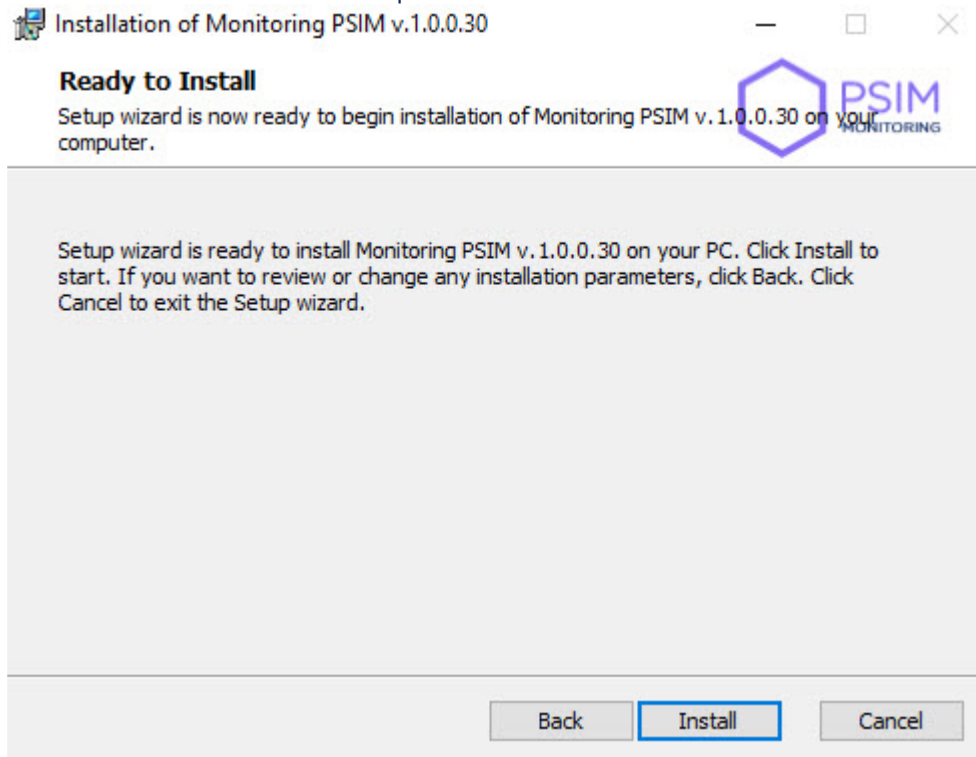 Installation of Monitoring PSIM v.1.0.0.30
Ready to Install
Setup wizard is now ready to begin installation of Monitoring PSIM v.1.0.0.30 on your
computer.
PSIM
MONITORING
Setup wizard is ready to install Monitoring PSIM v.1.0.0.30 on your PC. Click Install to
start. If you want to review or change any installation parameters, click Back. Click
Cancel to exit the Setup wizard.
Back Install Cancel